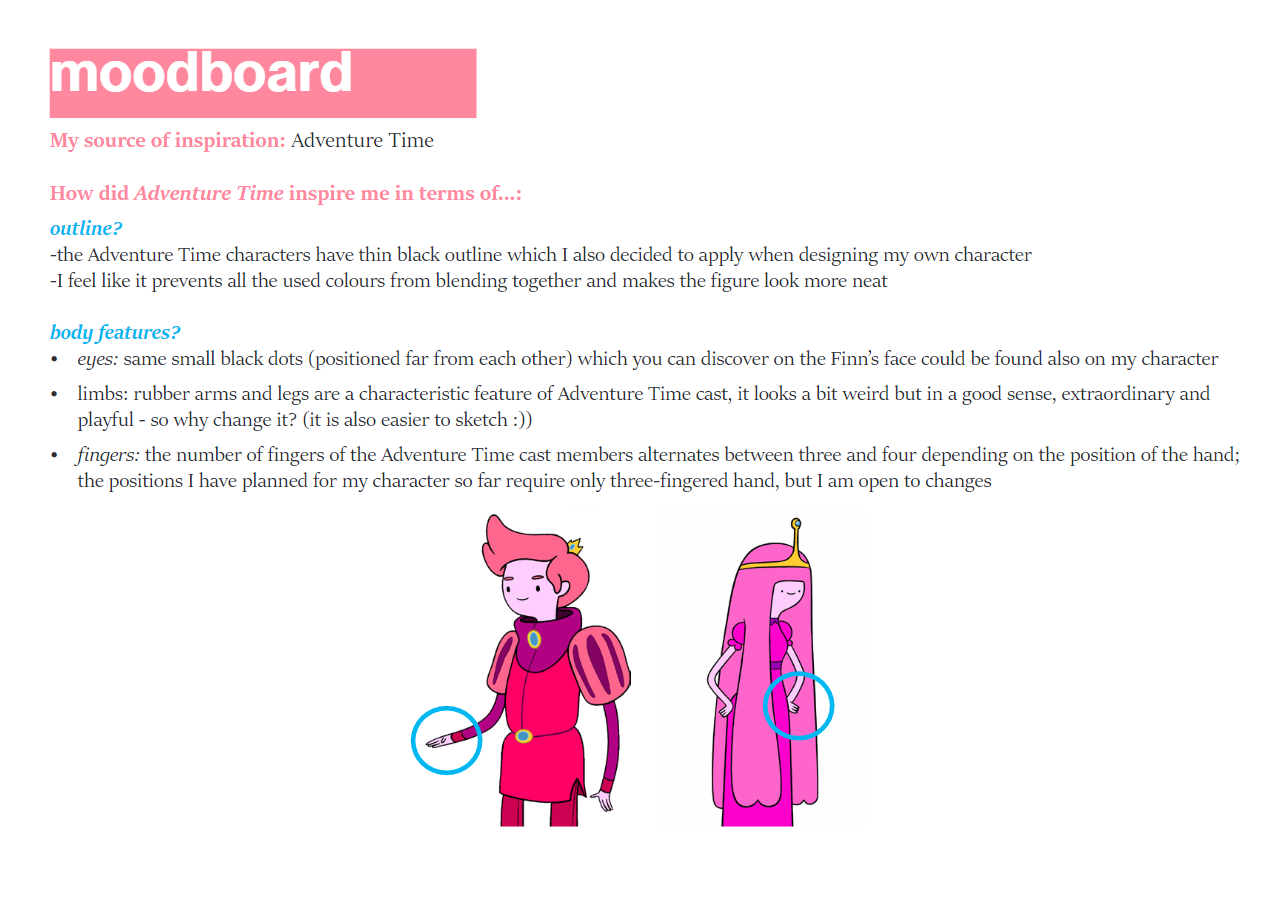 moodboard
My source of inspiration: Adventure Time
How did Adventure Time inspire me in terms of...:
outline?
-the Adventure Time characters have thin black outline which I also decided to apply when designing my own character
-I feel like it prevents all the used colours from blending together and makes the figure look more neat
body features?
• eyes: same small black dots (positioned far from each other) which you can discover on the Finn's face could be found also on my character
• limbs: rubber arms and legs are a characteristic feature of Adventure Time cast, it looks a bit weird but in a good sense, extraordinary and
playful - so why change it? (it is also easier to sketch :))
• fingers: the number of fingers of the Adventure Time cast members alternates between three and four depending on the position of the hand;
the positions I have planned for my character so far require only three-fingered hand, but I am open to changes